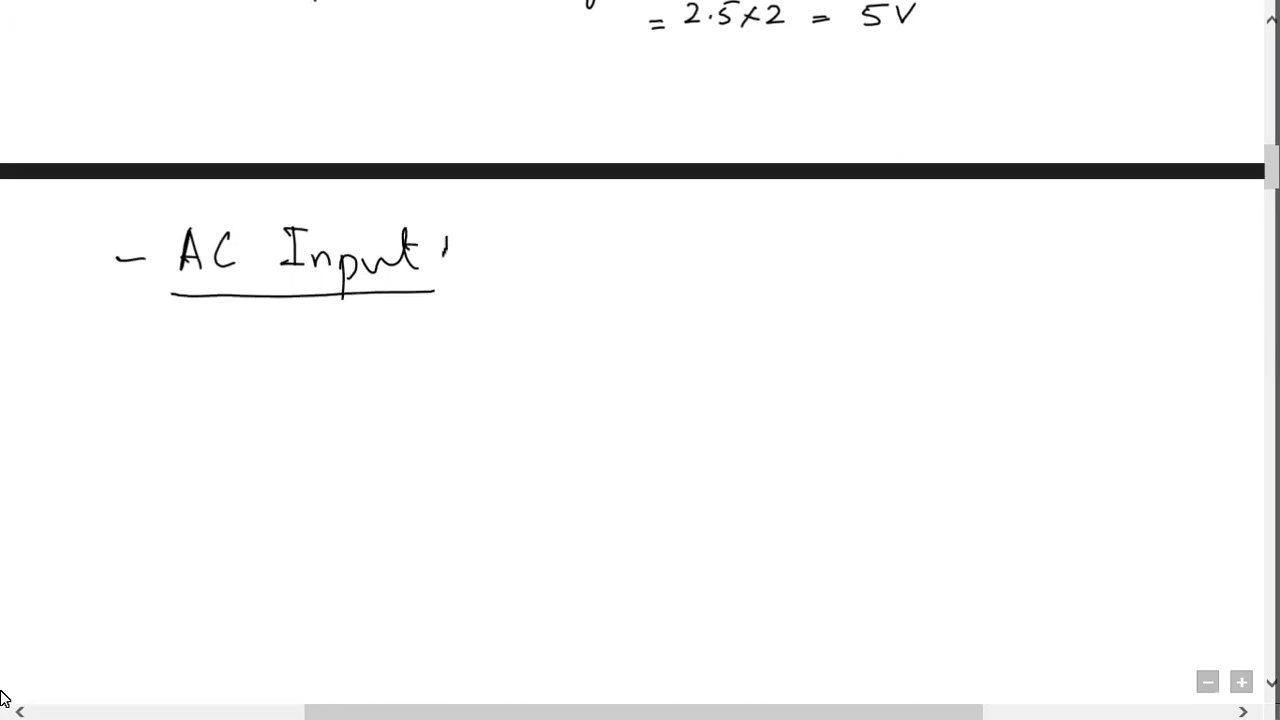 = 2.5×2 = 5V
- AC Input